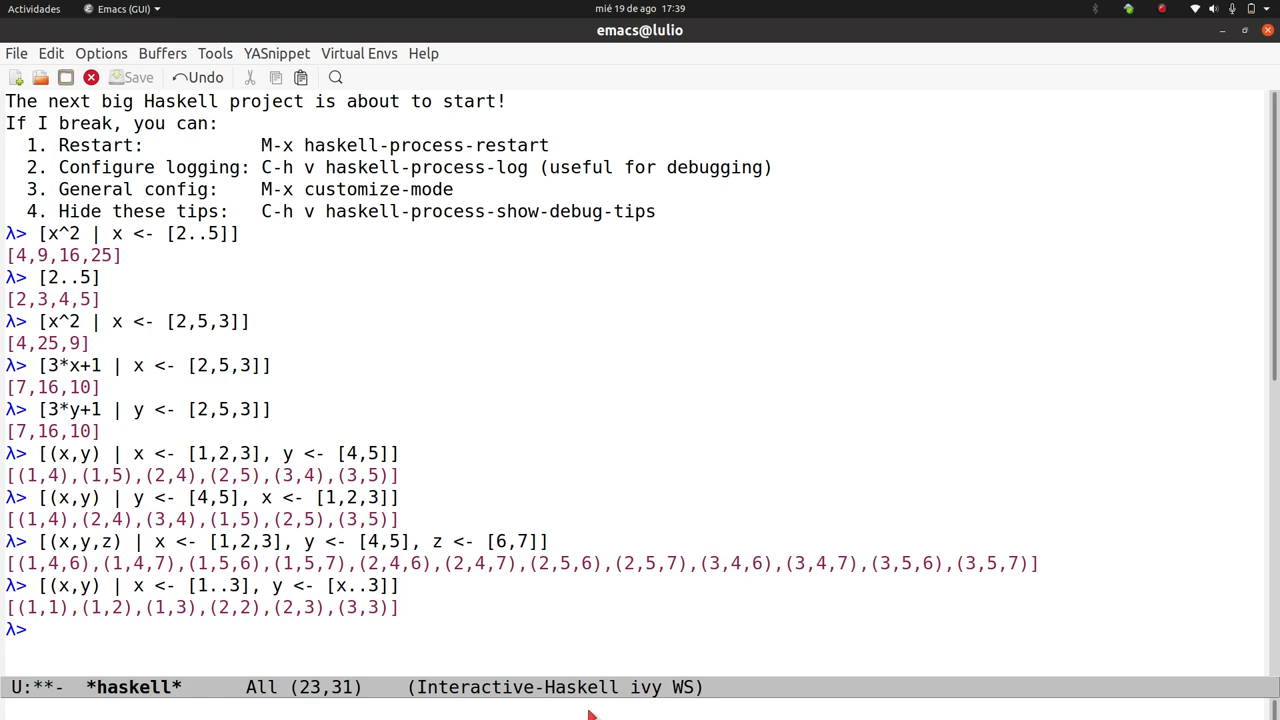 Actividades Emacs (GUI) mié 19 de ago 17:39
emacs@lulio
File Edit Options Buffers Tools YASnippet Virtual Envs Help
Save Undo
The next big Haskell project is about to start!
If I break, you can:
  1. Restart:           M-x haskell-process-restart
  2. Configure logging: C-h v haskell-process-log (useful for debugging)
  3. General config:    M-x customize-mode
  4. Hide these tips:   C-h v haskell-process-show-debug-tips
λ> [x^2 | x <- [2..5]]
[4,9,16,25]
λ> [2..5]
[2,3,4,5]
λ> [x^2 | x <- [2,5,3]]
[4,25,9]
λ> [3*x+1 | x <- [2,5,3]]
[7,16,10]
λ> [3*y+1 | y <- [2,5,3]]
[7,16,10]
λ> [(x,y) | x <- [1,2,3], y <- [4,5]]
[(1,4),(1,5),(2,4),(2,5),(3,4),(3,5)]
λ> [(x,y) | y <- [4,5], x <- [1,2,3]]
[(1,4),(2,4),(3,4),(1,5),(2,5),(3,5)]
λ> [(x,y,z) | x <- [1,2,3], y <- [4,5], z <- [6,7]]
[(1,4,6),(1,4,7),(1,5,6),(1,5,7),(2,4,6),(2,4,7),(2,5,6),(2,5,7),(3,4,6),(3,4,7),(3,5,6),(3,5,7)]
λ> [(x,y) | x <- [1..3], y <- [x..3]]
[(1,1),(1,2),(1,3),(2,2),(2,3),(3,3)]
λ>
U:**-  *haskell*      All (23,31)    (Interactive-Haskell ivy WS)